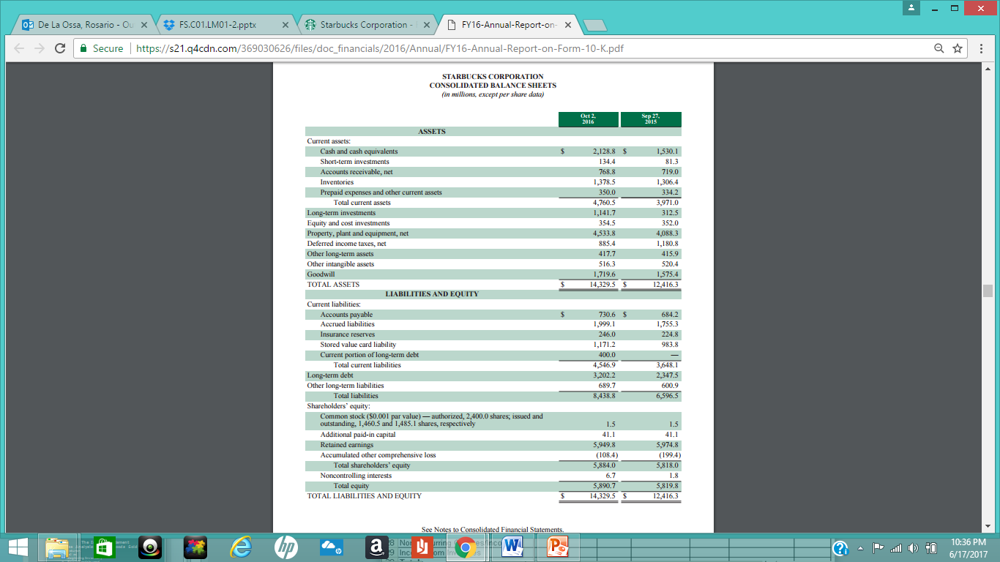 De La Ossa, Rosario - Ou
FS.C01.LM01-2.pptx
Starbucks Corporation -
FY16-Annual-Report-on-
Secure https://s21.q4cdn.com/369030626/files/doc_financials/2016/Annual/FY16-Annual-Report-on-Form-10-K.pdf
STARBUCKS CORPORATION
CONSOLIDATED BALANCE SHEETS
(in millions, except per share data)
Oct 2, 2016 Sep 27, 2015
ASSETS
Current assets:
Cash and cash equivalents $ 2,128.8 $ 1,530.1
Short-term investments 134.4 81.3
Accounts receivable, net 768.8 719.0
Inventories 1,378.5 1,306.4
Prepaid expenses and other current assets 350.0 334.2
Total current assets 4,760.5 3,971.0
Long-term investments 1,141.7 312.5
Equity and cost investments 354.5 352.0
Property, plant and equipment, net 4,533.8 4,088.3
Deferred income taxes, net 885.4 1,180.8
Other long-term assets 417.7 415.9
Other intangible assets 516.3 520.4
Goodwill 1,719.6 1,575.4
TOTAL ASSETS $ 14,329.5 $ 12,416.3
LIABILITIES AND EQUITY
Current liabilities:
Accounts payable $ 730.6 $ 684.2
Accrued liabilities 1,999.1 1,755.3
Insurance reserves 246.0 224.8
Stored value card liability 1,171.2 983.8
Current portion of long-term debt 400.0 —
Total current liabilities 4,546.9 3,648.1
Long-term debt 3,202.2 2,347.5
Other long-term liabilities 689.7 600.9
Total liabilities 8,438.8 6,596.5
Shareholders' equity:
Common stock ($0.001 par value) — authorized, 2,400.0 shares; issued and
outstanding, 1,460.5 and 1,485.1 shares, respectively 1.5 1.5
Additional paid-in capital 41.1 41.1
Retained earnings 5,949.8 5,974.8
Accumulated other comprehensive loss (108.4) (199.4)
Total shareholders' equity 5,884.0 5,818.0
Noncontrolling interests 6.7 1.8
Total equity 5,890.7 5,819.8
TOTAL LIABILITIES AND EQUITY $ 14,329.5 $ 12,416.3
See Notes to Consolidated Financial Statements.
10:36 PM
6/17/2017